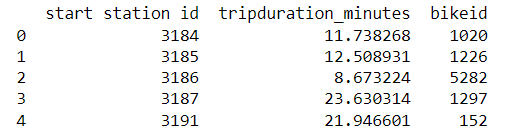 start station id tripduration_minutes bikeid
0 3184 11.738268 1020
1 3185 12.508931 1226
2 3186 8.673224 5282
3 3187 23.630314 1297
4 3191 21.946601 152